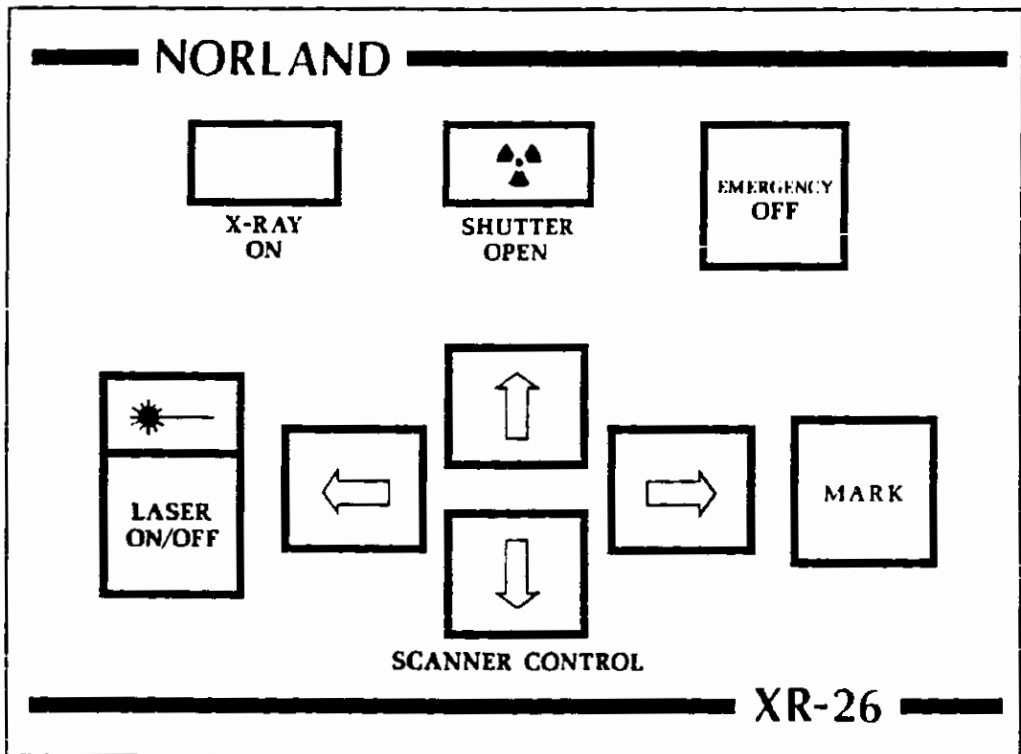 NORLAND
X-RAY
ON
SHUTTER
OPEN
EMERGENCY
OFF
LASER
ON/OFF
MARK
SCANNER CONTROL
XR-26